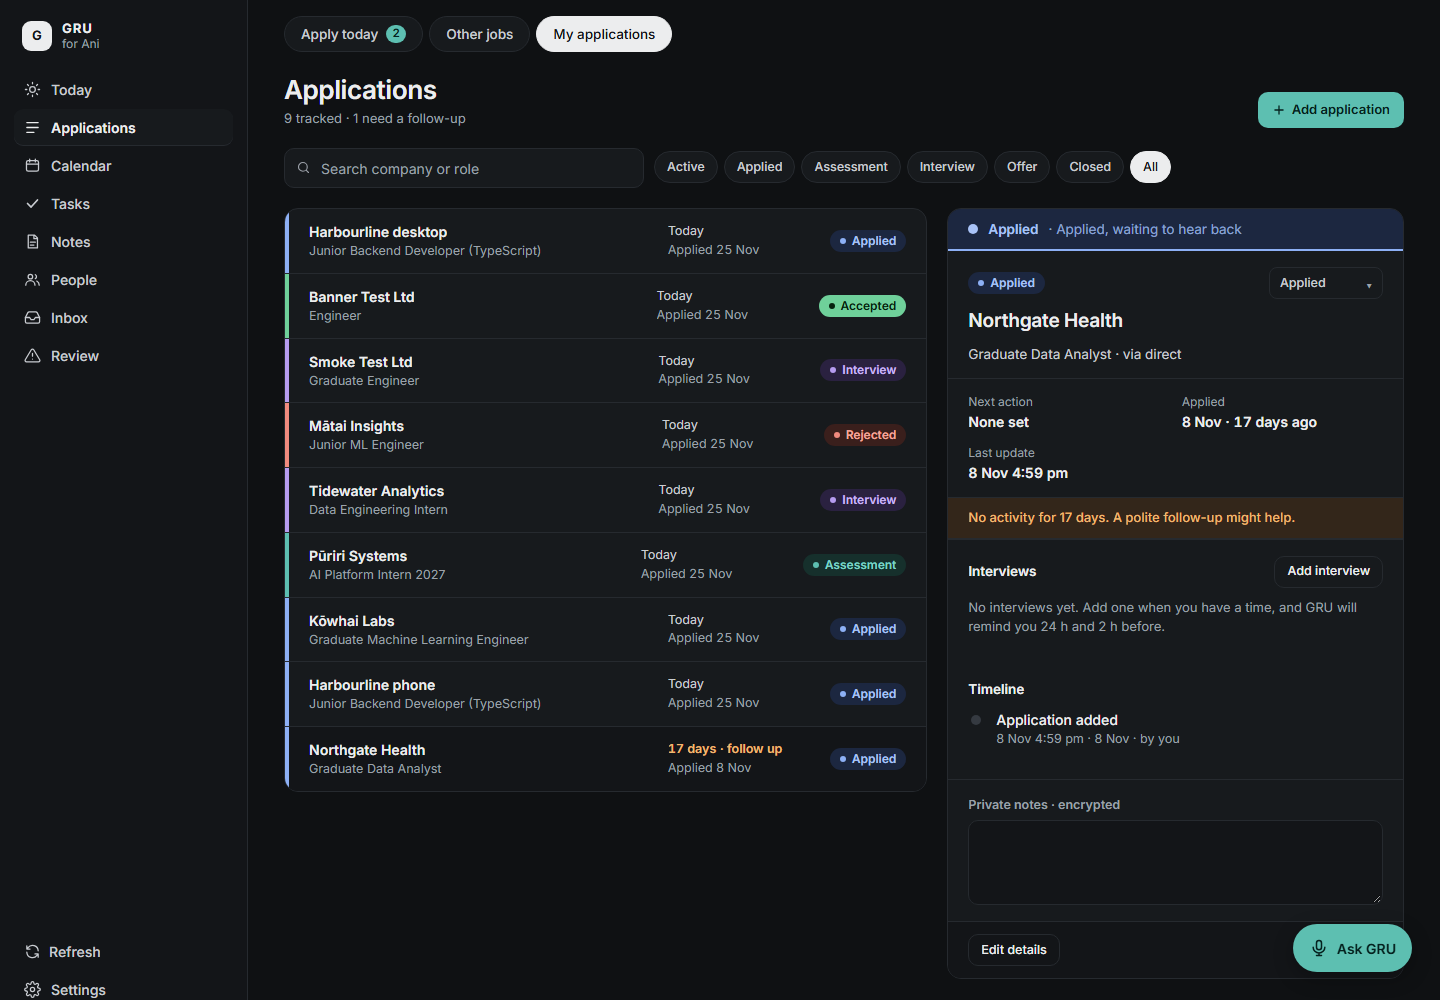 G
GRU
for Ani
Today
Applications
Calendar
Tasks
Notes
People
Inbox
Review
Refresh
Settings
Apply today 2
Other jobs
My applications
Applications
9 tracked · 1 need a follow-up
+ Add application
Search company or role
Active
Applied
Assessment
Interview
Offer
Closed
All
Harbourline desktop
Junior Backend Developer (TypeScript)
Today
Applied 25 Nov
Applied
Banner Test Ltd
Engineer
Today
Applied 25 Nov
Accepted
Smoke Test Ltd
Graduate Engineer
Today
Applied 25 Nov
Interview
Mātai Insights
Junior ML Engineer
Today
Applied 25 Nov
Rejected
Tidewater Analytics
Data Engineering Intern
Today
Applied 25 Nov
Interview
Pūriri Systems
AI Platform Intern 2027
Today
Applied 25 Nov
Assessment
Kōwhai Labs
Graduate Machine Learning Engineer
Today
Applied 25 Nov
Applied
Harbourline phone
Junior Backend Developer (TypeScript)
Today
Applied 25 Nov
Applied
Northgate Health
Graduate Data Analyst
17 days · follow up
Applied 8 Nov
Applied
Applied · Applied, waiting to hear back
Applied
Applied
Northgate Health
Graduate Data Analyst · via direct
Next action
None set
Applied
8 Nov · 17 days ago
Last update
8 Nov 4:59 pm
No activity for 17 days. A polite follow-up might help.
Interviews
Add interview
No interviews yet. Add one when you have a time, and GRU will
remind you 24 h and 2 h before.
Timeline
Application added
8 Nov 4:59 pm · 8 Nov · by you
Private notes · encrypted
Edit details
Ask GRU